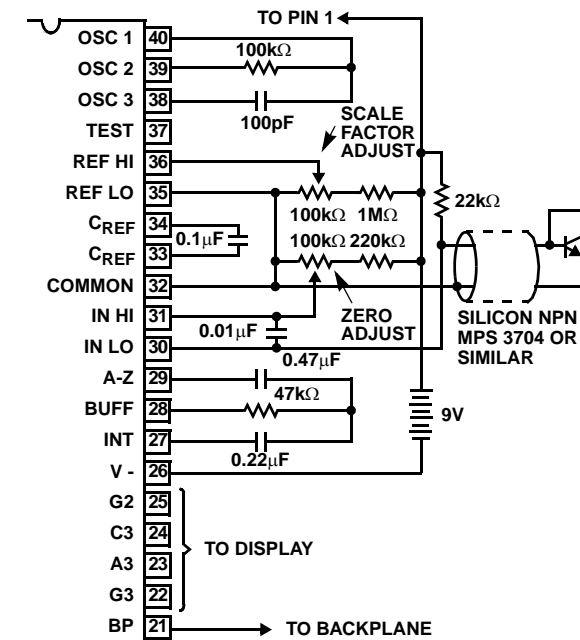 TO PIN 1
OSC 1 40
100kΩ
OSC 2 39
OSC 3 38
100pF
TEST 37
SCALE
FACTOR
ADJUST
REF HI 36
REF LO 35
22kΩ
100kΩ 1MΩ
CREF 34
0.1µF
100kΩ 220kΩ
CREF 33
COMMON 32
IN HI 31
ZERO
ADJUST
SILICON NPN
MPS 3704 OR
SIMILAR
0.01µF
IN LO 30
0.47µF
A-Z 29
47kΩ
BUFF 28
9V
INT 27
0.22µF
V - 26
G2 25
C3 24
TO DISPLAY
A3 23
G3 22
BP 21
TO BACKPLANE